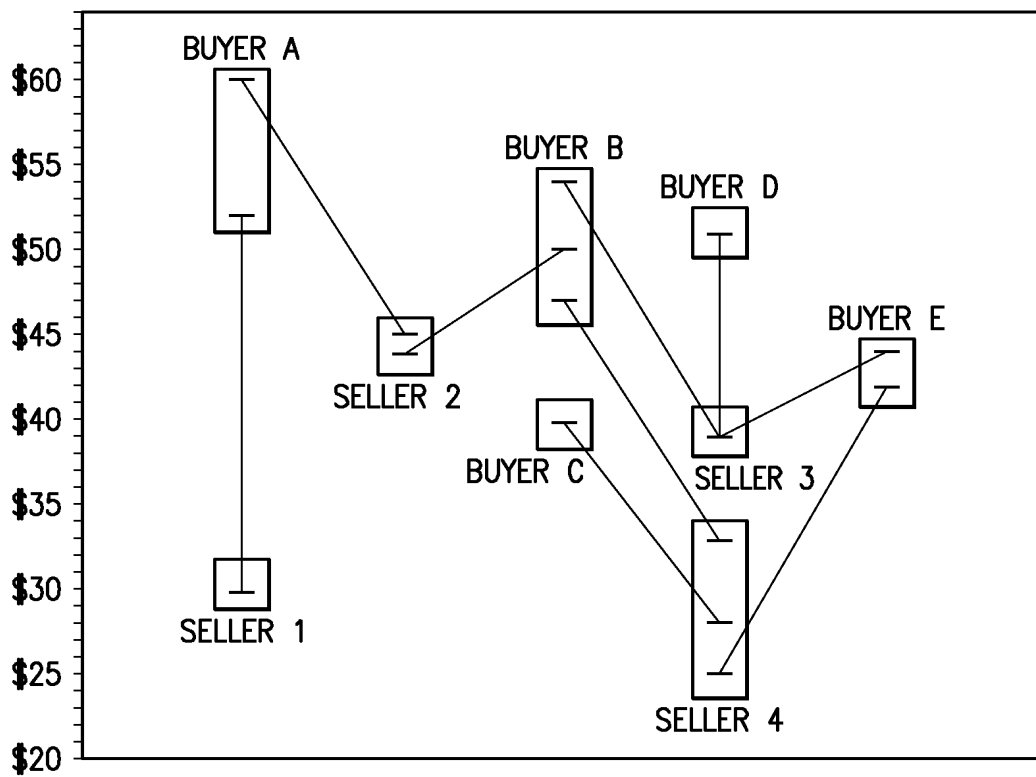 BUYER A
$60
BUYER B
$55
BUYER D
$50
BUYER E
$45
SELLER 2
$40
BUYER C
SELLER 3
$35
$30
SELLER 1
$25
SELLER 4
$20